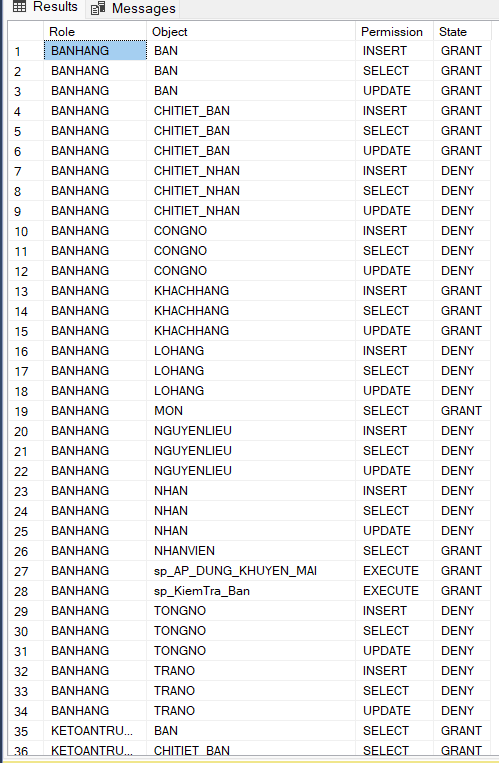 Results Messages
Role Object Permission State
1 BANHANG BAN INSERT GRANT
2 BANHANG BAN SELECT GRANT
3 BANHANG BAN UPDATE GRANT
4 BANHANG CHITIET_BAN INSERT GRANT
5 BANHANG CHITIET_BAN SELECT GRANT
6 BANHANG CHITIET_BAN UPDATE GRANT
7 BANHANG CHITIET_NHAN INSERT DENY
8 BANHANG CHITIET_NHAN SELECT DENY
9 BANHANG CHITIET_NHAN UPDATE DENY
10 BANHANG CONGNO INSERT DENY
11 BANHANG CONGNO SELECT DENY
12 BANHANG CONGNO UPDATE DENY
13 BANHANG KHACHHANG INSERT GRANT
14 BANHANG KHACHHANG SELECT GRANT
15 BANHANG KHACHHANG UPDATE GRANT
16 BANHANG LOHANG INSERT DENY
17 BANHANG LOHANG SELECT DENY
18 BANHANG LOHANG UPDATE DENY
19 BANHANG MON SELECT GRANT
20 BANHANG NGUYENLIEU INSERT DENY
21 BANHANG NGUYENLIEU SELECT DENY
22 BANHANG NGUYENLIEU UPDATE DENY
23 BANHANG NHAN INSERT DENY
24 BANHANG NHAN SELECT DENY
25 BANHANG NHAN UPDATE DENY
26 BANHANG NHANVIEN SELECT GRANT
27 BANHANG sp_AP_DUNG_KHUYEN_MAI EXECUTE GRANT
28 BANHANG sp_KiemTra_Ban EXECUTE GRANT
29 BANHANG TONGNO INSERT DENY
30 BANHANG TONGNO SELECT DENY
31 BANHANG TONGNO UPDATE DENY
32 BANHANG TRANO INSERT DENY
33 BANHANG TRANO SELECT DENY
34 BANHANG TRANO UPDATE DENY
35 KETOANTRU... BAN SELECT GRANT
36 KETOANTRU... CHITIET_BAN SELECT GRANT